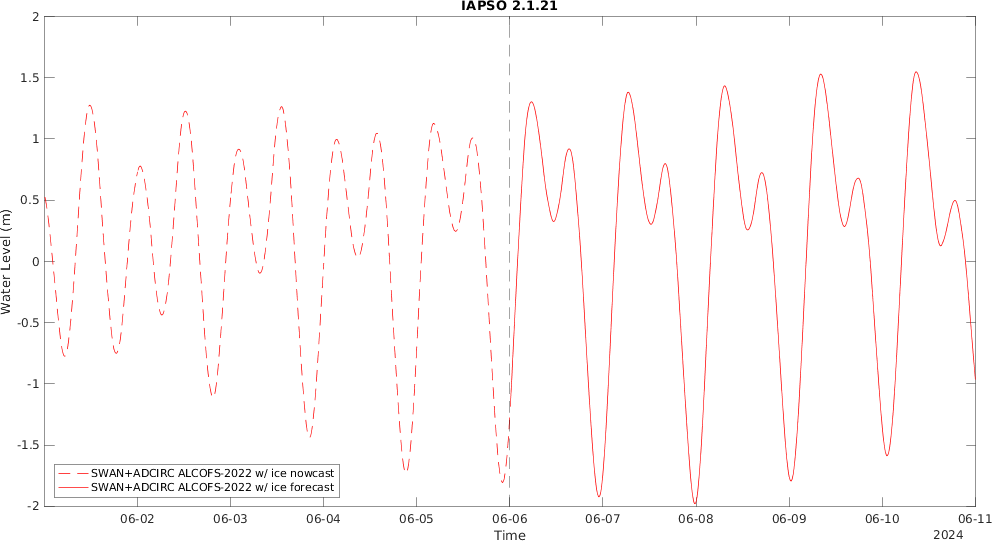 IAPSO 2.1.21
2
1.5
1
0.5
0
-0.5
-1
-1.5
-2
Water Level (m)
SWAN+ADCIRC ALCOFS-2022 w/ ice nowcast
SWAN+ADCIRC ALCOFS-2022 w/ ice forecast
06-02 06-03 06-04 06-05 06-06 06-07 06-08 06-09 06-10 06-11
Time
2024